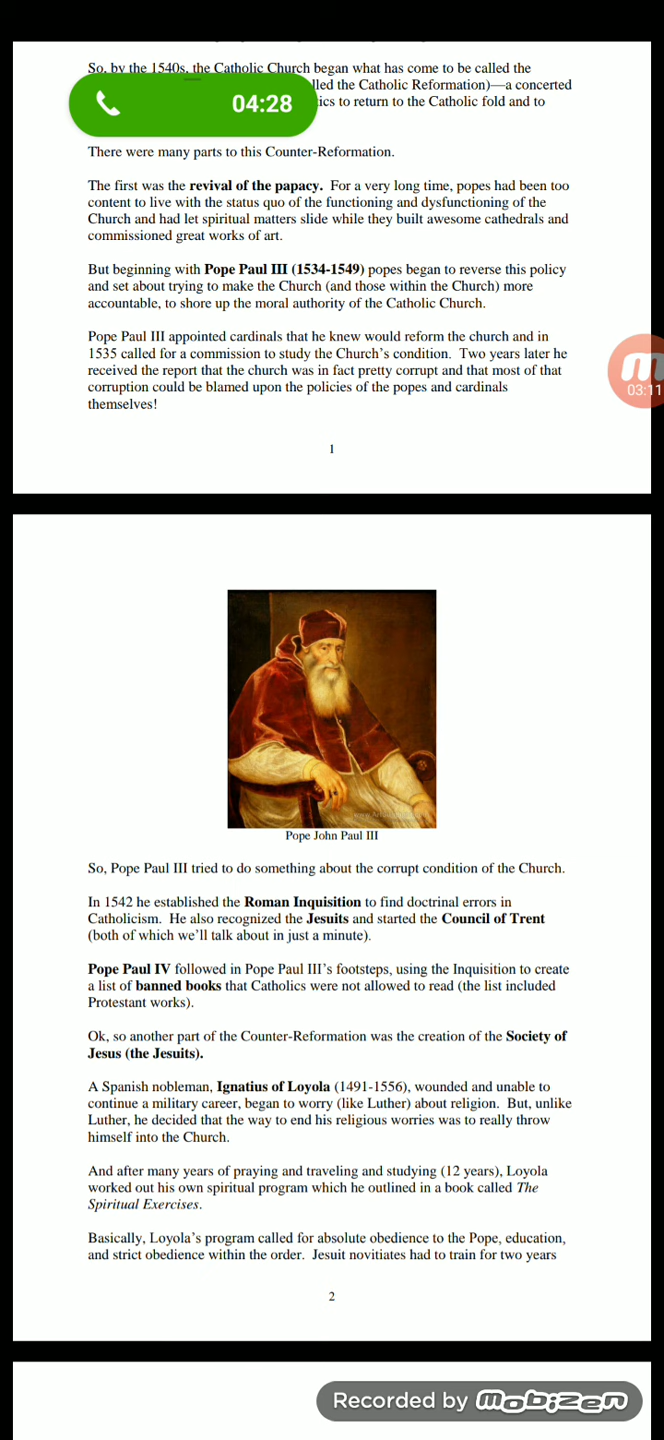 So, by the 1540s, the Catholic Church began what has come to be called the
lled the Catholic Reformation)—a concerted
04:28
ics to return to the Catholic fold and to
There were many parts to this Counter-Reformation.
The first was the revival of the papacy. For a very long time, popes had been too
content to live with the status quo of the functioning and dysfunctioning of the
Church and had let spiritual matters slide while they built awesome cathedrals and
commissioned great works of art.
But beginning with Pope Paul III (1534-1549) popes began to reverse this policy
and set about trying to make the Church (and those within the Church) more
accountable, to shore up the moral authority of the Catholic Church.
Pope Paul III appointed cardinals that he knew would reform the church and in
1535 called for a commission to study the Church's condition. Two years later he
received the report that the church was in fact pretty corrupt and that most of that
corruption could be blamed upon the policies of the popes and cardinals
themselves!
m
03:11
1
Pope John Paul III
So, Pope Paul III tried to do something about the corrupt condition of the Church.
In 1542 he established the Roman Inquisition to find doctrinal errors in
Catholicism. He also recognized the Jesuits and started the Council of Trent
(both of which we'll talk about in just a minute).
Pope Paul IV followed in Pope Paul III's footsteps, using the Inquisition to create
a list of banned books that Catholics were not allowed to read (the list included
Protestant works).
Ok, so another part of the Counter-Reformation was the creation of the Society of
Jesus (the Jesuits).
A Spanish nobleman, Ignatius of Loyola (1491-1556), wounded and unable to
continue a military career, began to worry (like Luther) about religion. But, unlike
Luther, he decided that the way to end his religious worries was to really throw
himself into the Church.
And after many years of praying and traveling and studying (12 years), Loyola
worked out his own spiritual program which he outlined in a book called The
Spiritual Exercises.
Basically, Loyola's program called for absolute obedience to the Pope, education,
and strict obedience within the order. Jesuit novitiates had to train for two years
2
Recorded by mobizen